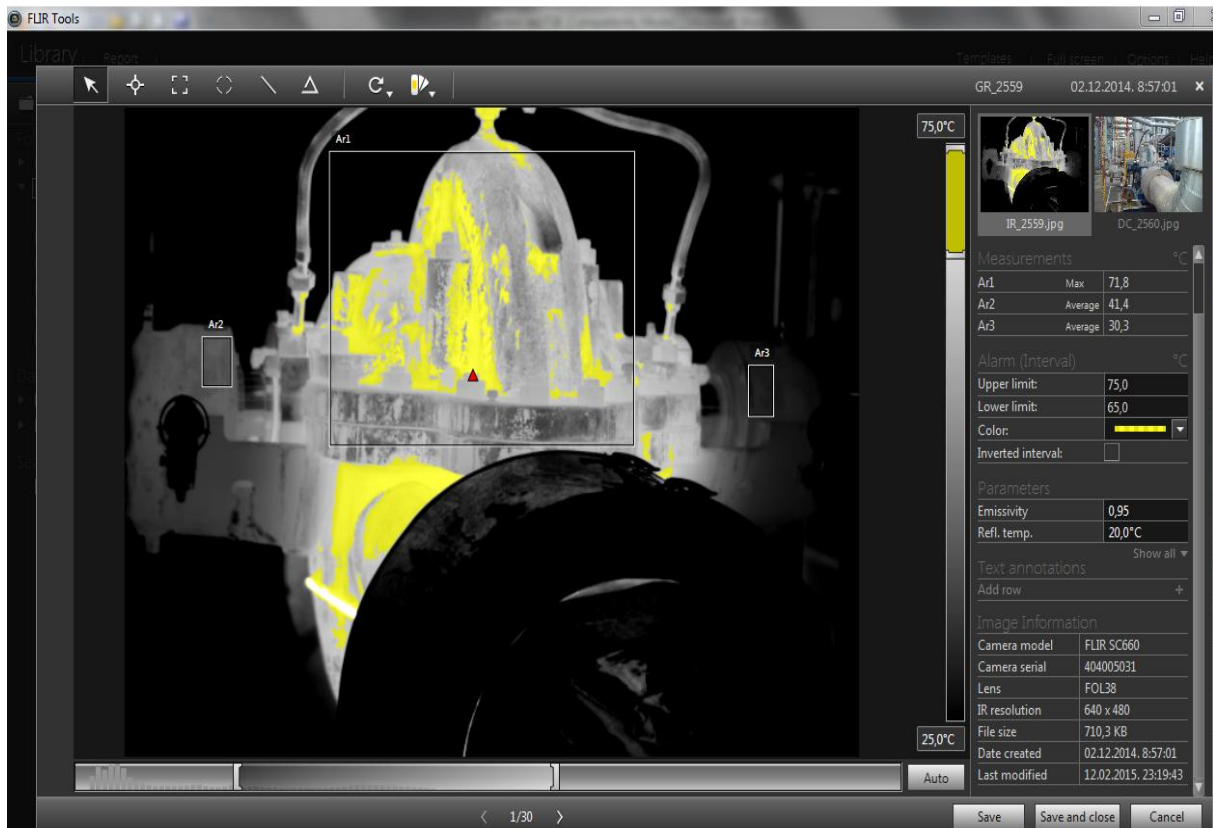 FLIR Tools
Library Report
Templates Full screen Options Help
GR_2559 02.12.2014. 8:57:01
Ar1
75,0°C
IR_2559.jpg DC_2560.jpg
Measurements °C
Ar1 Max 71,8
Ar2 Average 41,4
Ar3 Average 30,3
Ar2
Ar3
Alarm (Interval) °C
Upper limit: 75,0
Lower limit: 65,0
Color:
Inverted interval:
Parameters
Emissivity 0,95
Refl. temp. 20,0°C
Show all
Text annotations
Add row +
Image Information
Camera model FLIR SC660
Camera serial 404005031
Lens FOL38
IR resolution 640 x 480
File size 710,3 KB
Date created 02.12.2014. 8:57:01
Last modified 12.02.2015. 23:19:43
25,0°C
Auto
1/30
Save Save and close Cancel